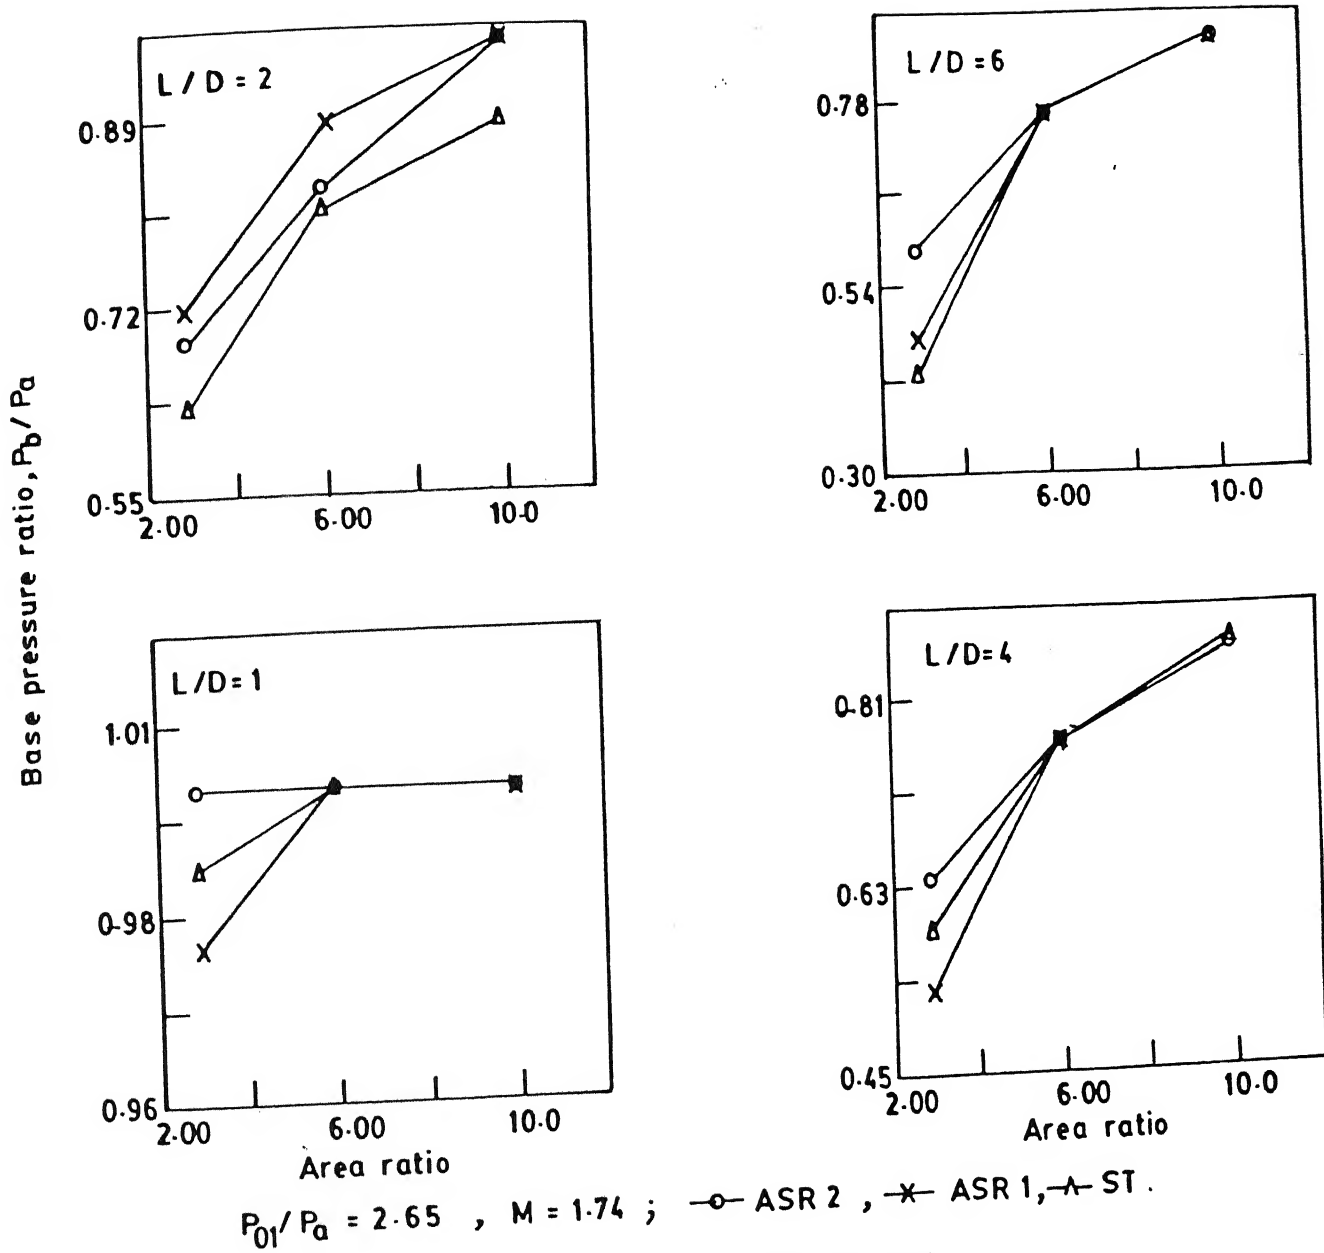 L / D = 2
0.89
0.72
0.55
2.00 6.00 10.0
L / D = 6
0.78
0.54
0.30
2.00 6.00 10.0
Base pressure ratio, Pb / Pa
L / D = 1
1.01
0.98
0.96
2.00 6.00 10.0
Area ratio
L / D = 4
0.81
0.63
0.45
2.00 6.00 10.0
Area ratio
P01 / Pa = 2.65 , M = 1.74 ; ASR 2 , ASR 1, ST .